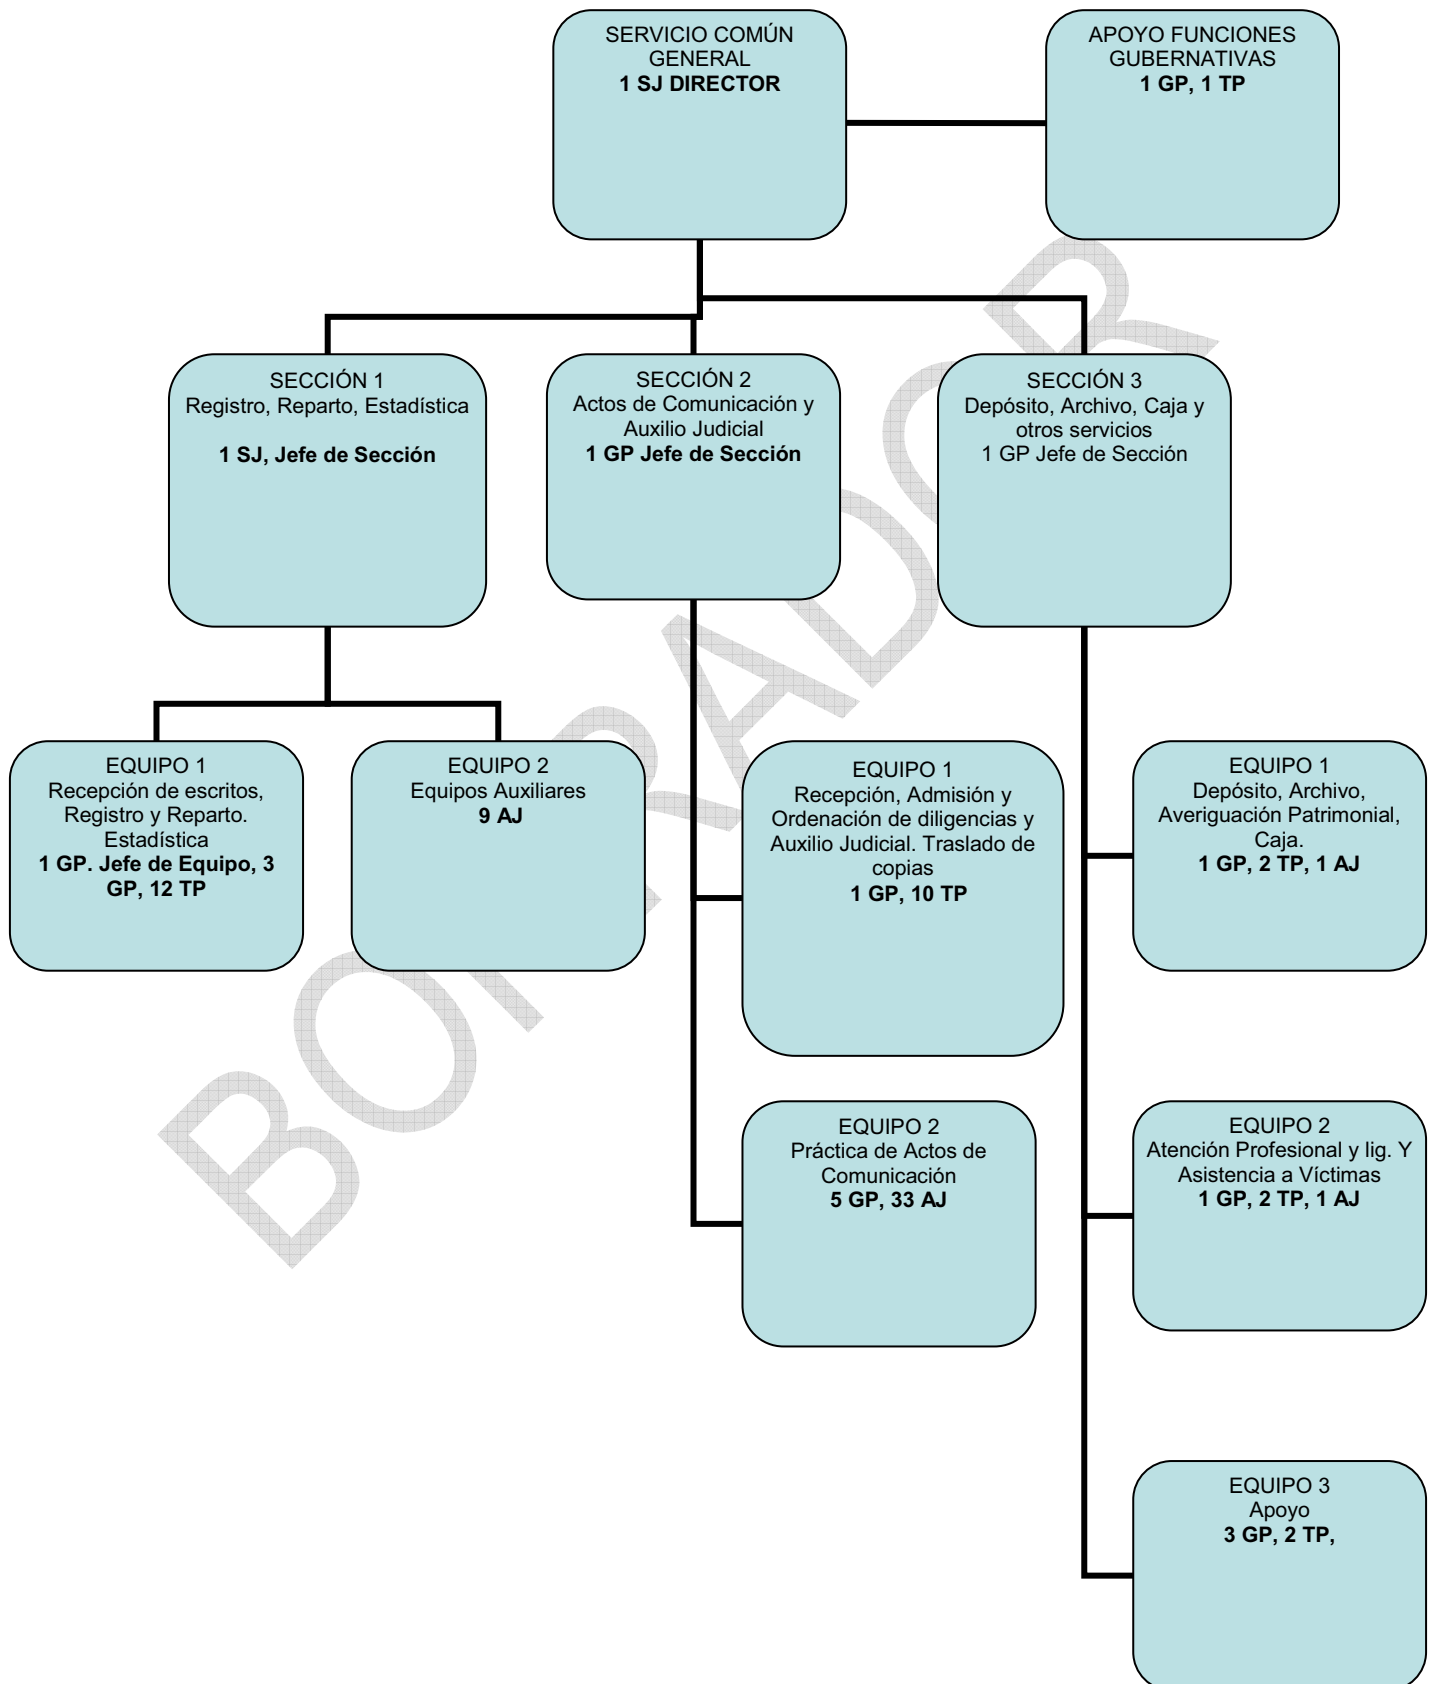 SERVICIO COMÚN
GENERAL
1 SJ DIRECTOR
APOYO FUNCIONES
GUBERNATIVAS
1 GP, 1 TP
SECCIÓN 1
Registro, Reparto, Estadística
1 SJ, Jefe de Sección
SECCIÓN 2
Actos de Comunicación y
Auxilio Judicial
1 GP Jefe de Sección
SECCIÓN 3
Depósito, Archivo, Caja y
otros servicios
1 GP Jefe de Sección
EQUIPO 1
Recepción de escritos,
Registro y Reparto.
Estadística
1 GP. Jefe de Equipo, 3
GP, 12 TP
EQUIPO 2
Equipos Auxiliares
9 AJ
EQUIPO 1
Recepción, Admisión y
Ordenación de diligencias y
Auxilio Judicial. Traslado de
copias
1 GP, 10 TP
EQUIPO 1
Depósito, Archivo,
Averiguación Patrimonial,
Caja.
1 GP, 2 TP, 1 AJ
EQUIPO 2
Práctica de Actos de
Comunicación
5 GP, 33 AJ
EQUIPO 2
Atención Profesional y lig. Y
Asistencia a Víctimas
1 GP, 2 TP, 1 AJ
EQUIPO 3
Apoyo
3 GP, 2 TP,
BORRADOR